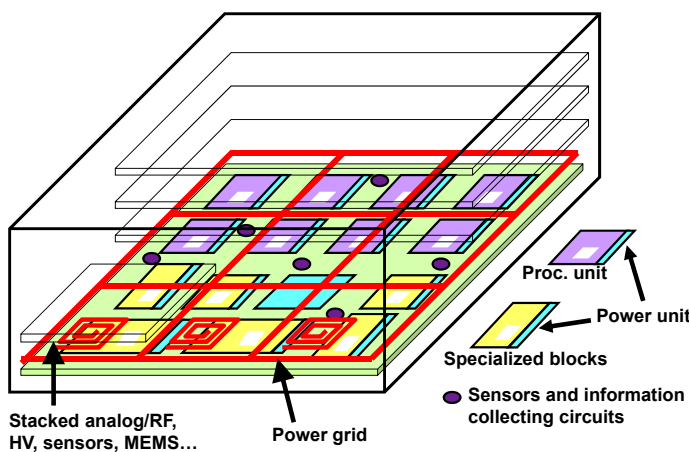 Proc. unit
Power unit
Specialized blocks
Sensors and information
collecting circuits
Stacked analog/RF,
HV, sensors, MEMS…
Power grid